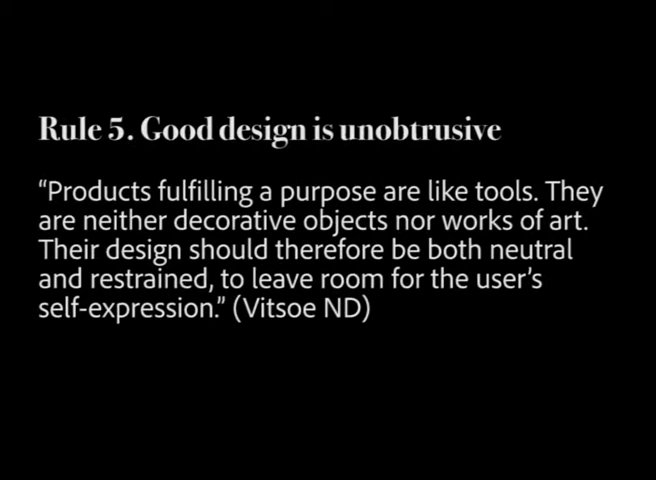 Rule 5. Good design is unobtrusive
“Products fulfilling a purpose are like tools. They
are neither decorative objects nor works of art.
Their design should therefore be both neutral
and restrained, to leave room for the user’s
self-expression.” (Vitsoe ND)